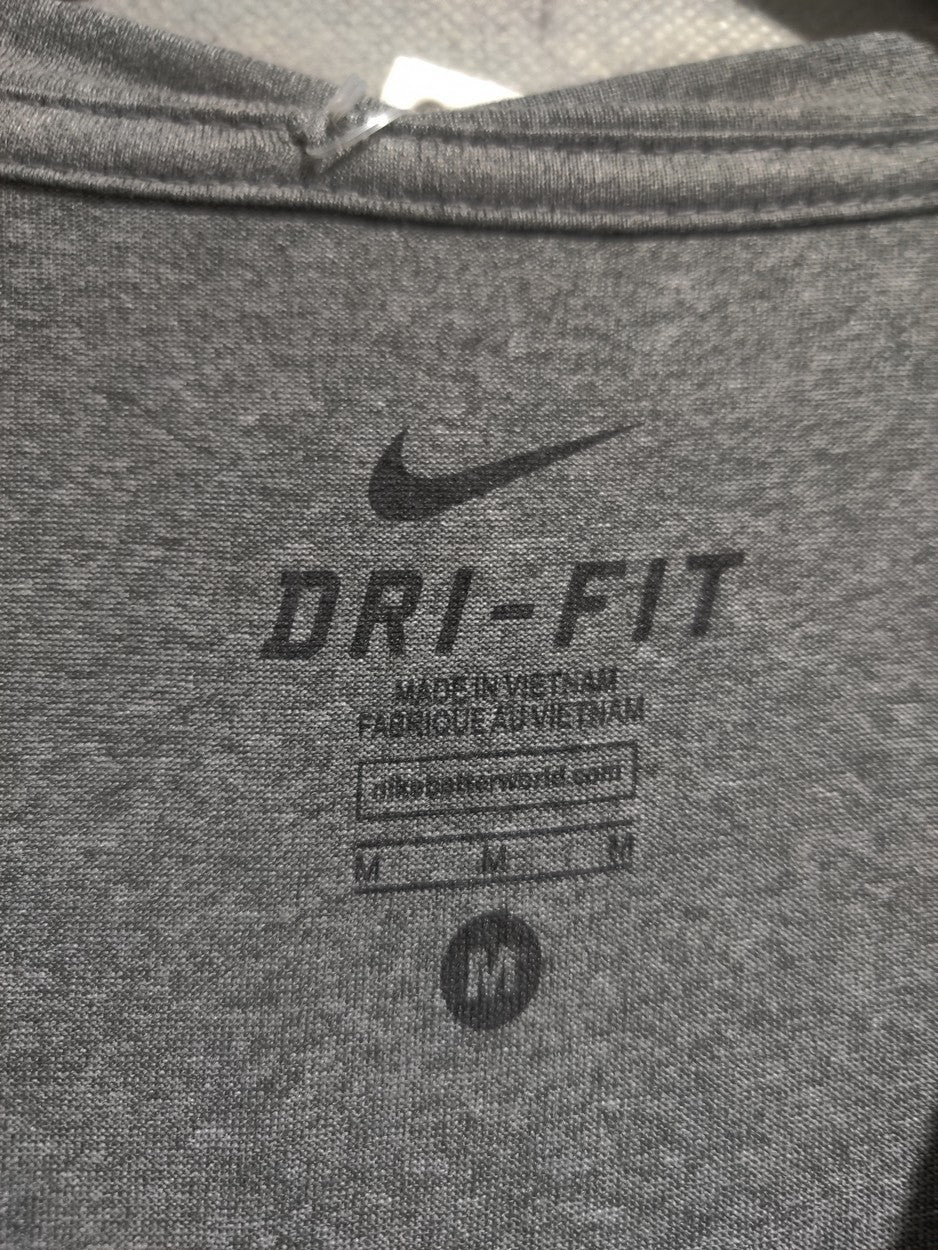 DRI-FIT
MADE IN VIETNAM
FABRIQUE AU VIETNAM
nikebetterworld.com
M M M
M